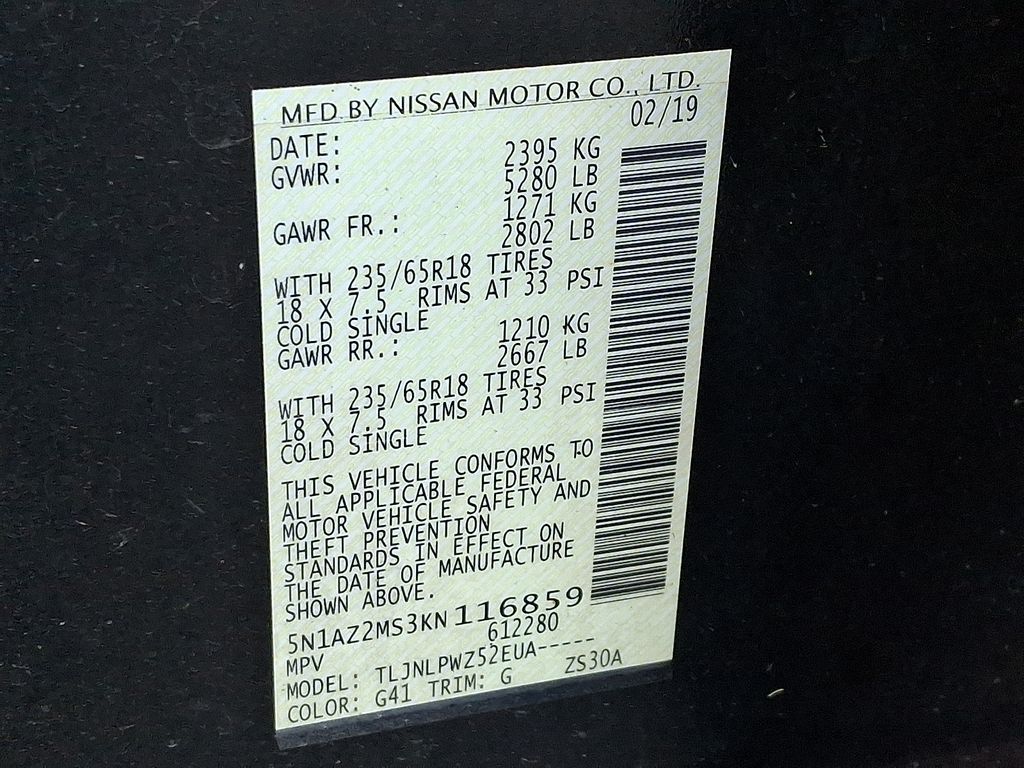 MFD BY NISSAN MOTOR CO., LTD.
DATE: 02/19
GVWR: 2395 KG
5280 LB
GAWR FR.: 1271 KG
2802 LB
WITH 235/65R18 TIRES
18 X 7.5 RIMS AT 33 PSI
COLD SINGLE
GAWR RR.: 1210 KG
2667 LB
WITH 235/65R18 TIRES
18 X 7.5 RIMS AT 33 PSI
COLD SINGLE
THIS VEHICLE CONFORMS TO
ALL APPLICABLE FEDERAL
MOTOR VEHICLE SAFETY AND
THEFT PREVENTION
STANDARDS IN EFFECT ON
THE DATE OF MANUFACTURE
SHOWN ABOVE.
5N1AZ2MS3KN116859
MPV 612280
MODEL: TLJNLPWZ52EUA-----
COLOR: G41 TRIM: G ZS30A